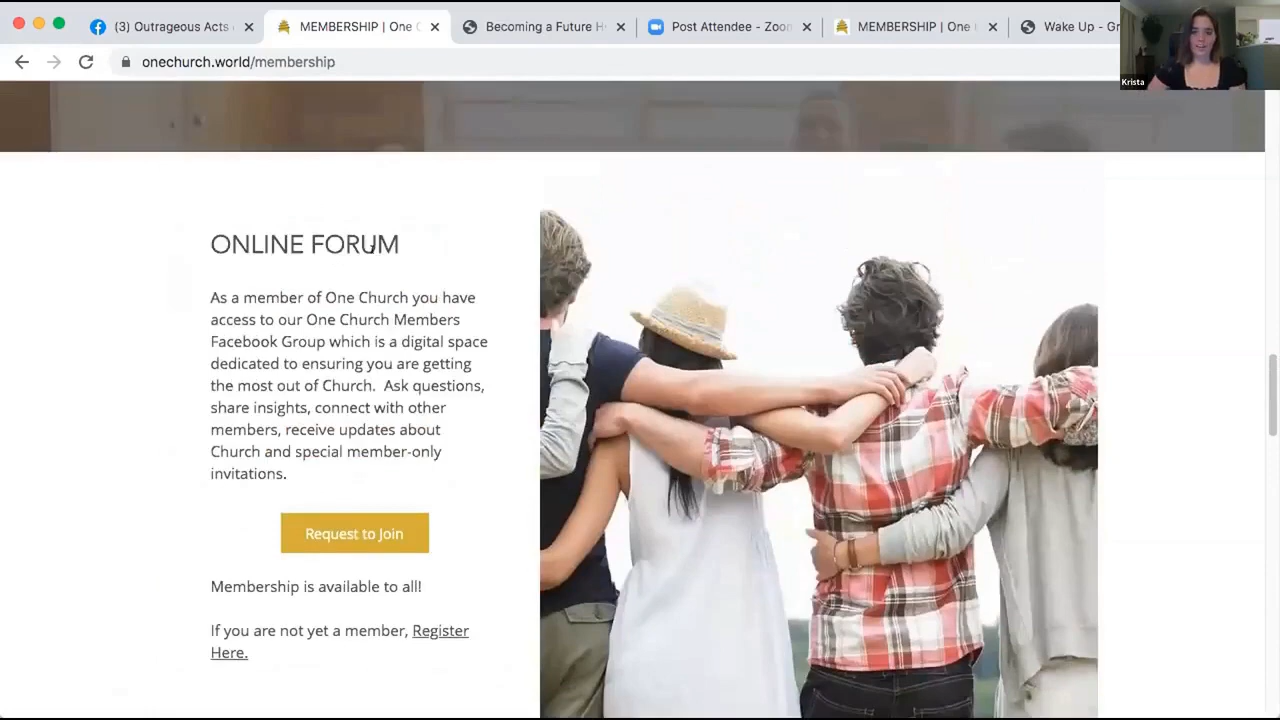 (3) Outrageous Acts
MEMBERSHIP | One C
Becoming a Future H
Post Attendee - Zoom
MEMBERSHIP | One
Wake Up - Gr
onechurch.world/membership
Krista
ONLINE FORUM
As a member of One Church you have
access to our One Church Members
Facebook Group which is a digital space
dedicated to ensuring you are getting
the most out of Church. Ask questions,
share insights, connect with other
members, receive updates about
Church and special member-only
invitations.
Request to Join
Membership is available to all!
If you are not yet a member, Register
Here.